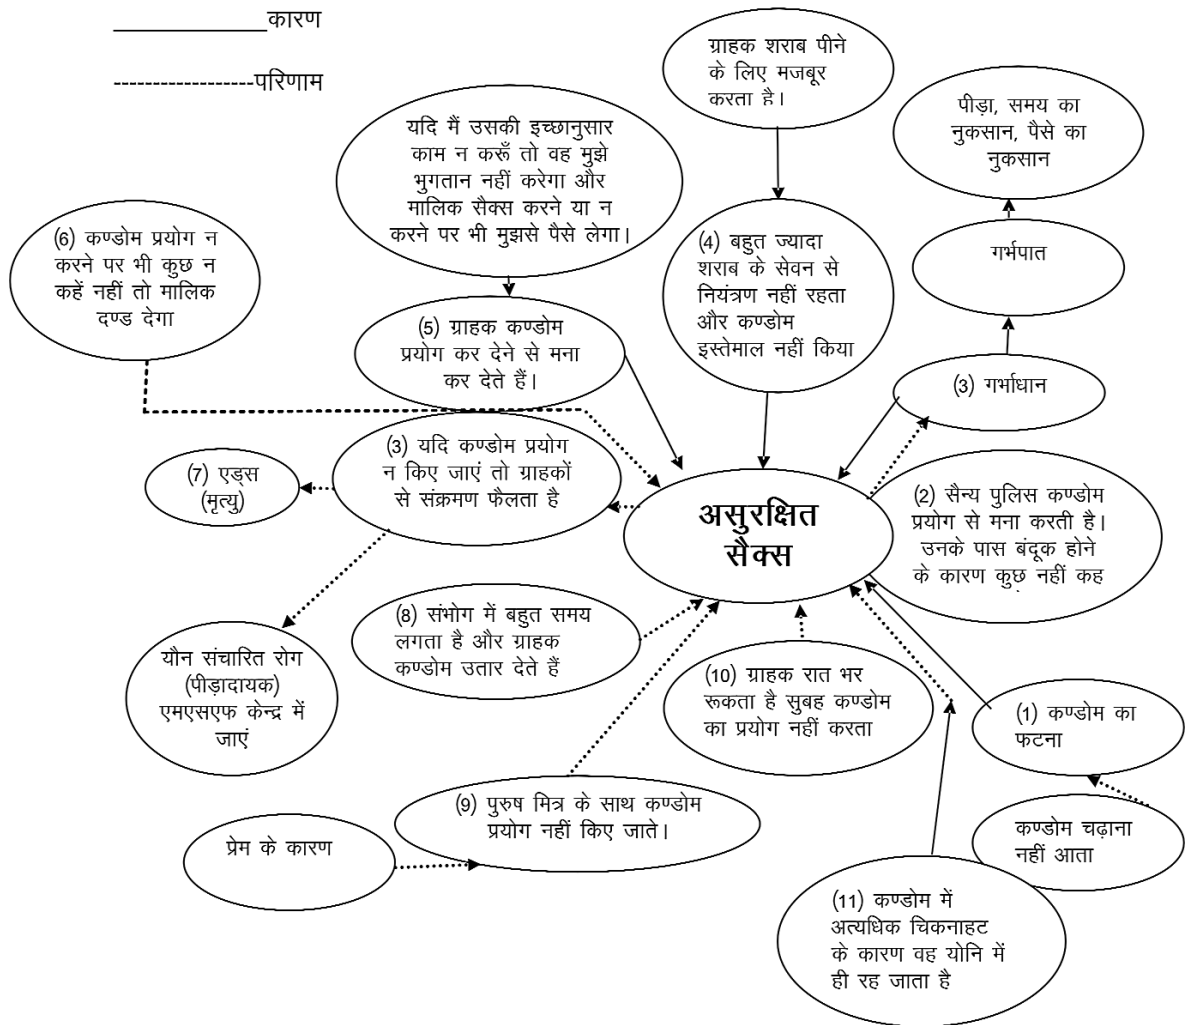 कारण
परिणाम
ग्राहक शराब पीने
के लिए मजबूर
करता है।
पीड़ा, समय का
नुकसान, पैसे का
नुकसान
यदि मैं उसकी इच्छानुसार
काम न करूँ तो वह मुझे
भुगतान नहीं करेगा और
मालिक सैक्स करने या न
करने पर भी मुझसे पैसे लेगा।
(6) कण्डोम प्रयोग न
करने पर भी कुछ न
कहें नहीं तो मालिक
दण्ड देगा
(4) बहुत ज्यादा
शराब के सेवन से
नियंत्रण नहीं रहता
और कण्डोम
इस्तेमाल नहीं किया
गर्भपात
(5) ग्राहक कण्डोम
प्रयोग कर देने से मना
कर देते हैं।
(3) गर्भाधान
(3) यदि कण्डोम प्रयोग
न किए जाएं तो ग्राहकों
से संक्रमण फैलता है
(7) एड्स
(मृत्यु)
असुरक्षित
सैक्स
(2) सैन्य पुलिस कण्डोम
प्रयोग से मना करती है।
उनके पास बंदूक होने
के कारण कुछ नहीं कह
(8) संभोग में बहुत समय
लगता है और ग्राहक
कण्डोम उतार देते हैं
यौन संचारित रोग
(पीड़ादायक)
एमएसएफ केन्द्र में
जाएं
(10) ग्राहक रात भर
रूकता है सुबह कण्डोम
का प्रयोग नहीं करता
(1) कण्डोम का
फटना
(9) पुरुष मित्र के साथ कण्डोम
प्रयोग नहीं किए जाते।
प्रेम के कारण
कण्डोम चढ़ाना
नहीं आता
(11) कण्डोम में
अत्यधिक चिकनाहट
के कारण वह योनि में
ही रह जाता है